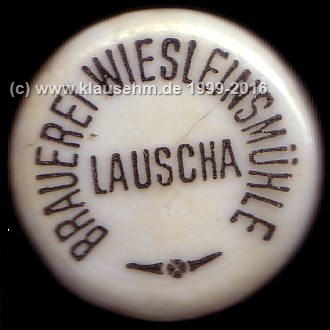 (c) www.klausehm.de 1999-2016
BRAUEREI WIESLEINSMÜHLE
LAUSCHA